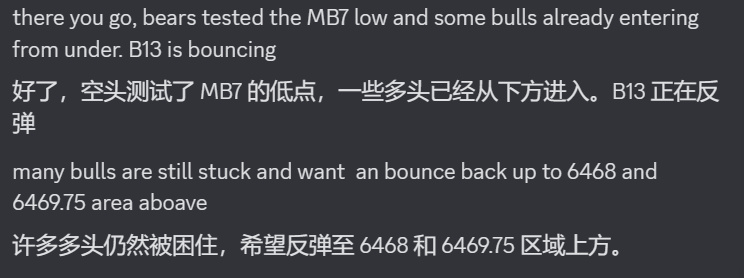 there you go, bears tested the MB7 low and some bulls already entering
from under. B13 is bouncing
好了，空头测试了 MB7 的低点，一些多头已经从下方进入。B13 正在反
弹
many bulls are still stuck and want  an bounce back up to 6468 and
6469.75 area aboave
许多多头仍然被困住，希望反弹至 6468 和 6469.75 区域上方。